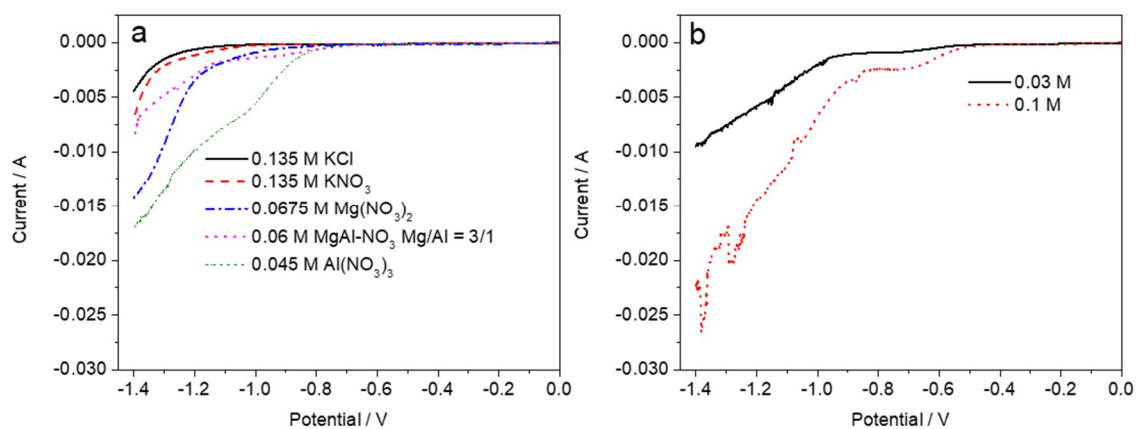 a
0.000
-0.005
-0.010
-0.015
-0.020
-0.025
-0.030
Current / A
0.135 M KCl
0.135 M KNO3
0.0675 M Mg(NO3)2
0.06 M MgAl-NO3 Mg/Al = 3/1
0.045 M Al(NO3)3
-1.4 -1.2 -1.0 -0.8 -0.6 -0.4 -0.2 0.0
Potential / V
b
0.000
-0.005
-0.010
-0.015
-0.020
-0.025
-0.030
Current / A
0.03 M
0.1 M
-1.4 -1.2 -1.0 -0.8 -0.6 -0.4 -0.2 0.0
Potential / V